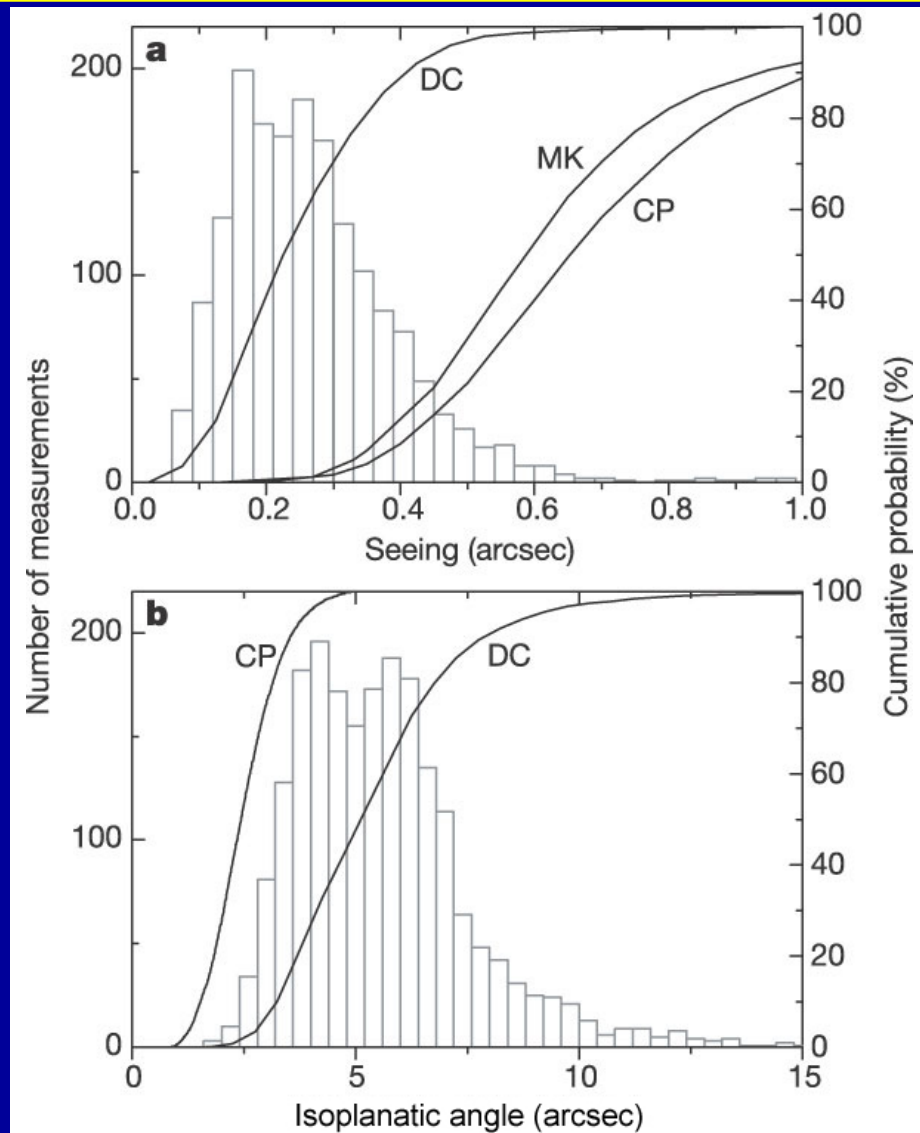 a
200
100
0
DC
MK
CP
100
80
60
40
20
0
0.0 0.2 0.4 0.6 0.8 1.0
Seeing (arcsec)
Number of measurements
Cumulative probability (%)
b
200
100
0
CP
DC
100
80
60
40
20
0
0 5 10 15
Isoplanatic angle (arcsec)